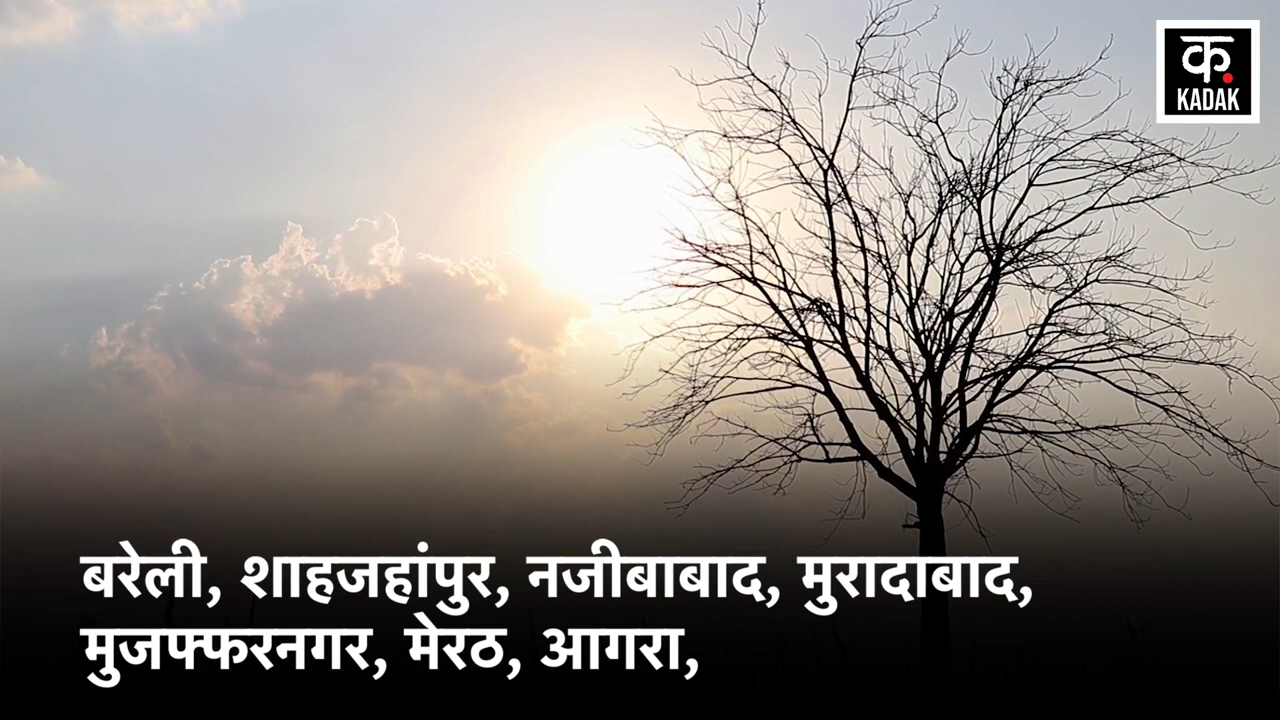 क.
KADAK
बरेली, शाहजहांपुर, नजीबाबाद, मुरादाबाद,
मुजफ्फरनगर, मेरठ, आगरा,